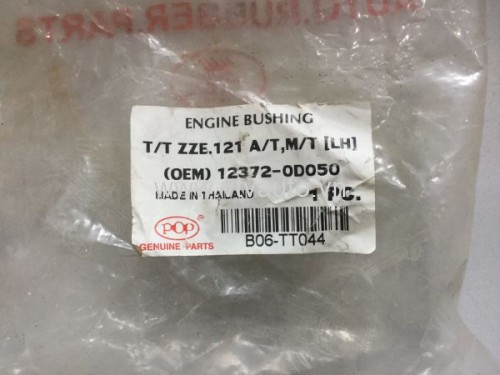 AUTO.RUBBER.PARTS
ENGINE BUSHING
T/T ZZE.121 A/T,M/T [LH]
(OEM) 12372-0D050
MADE IN THAILAND 1 PC.
POP
GENUINE PARTS
B06-TT044